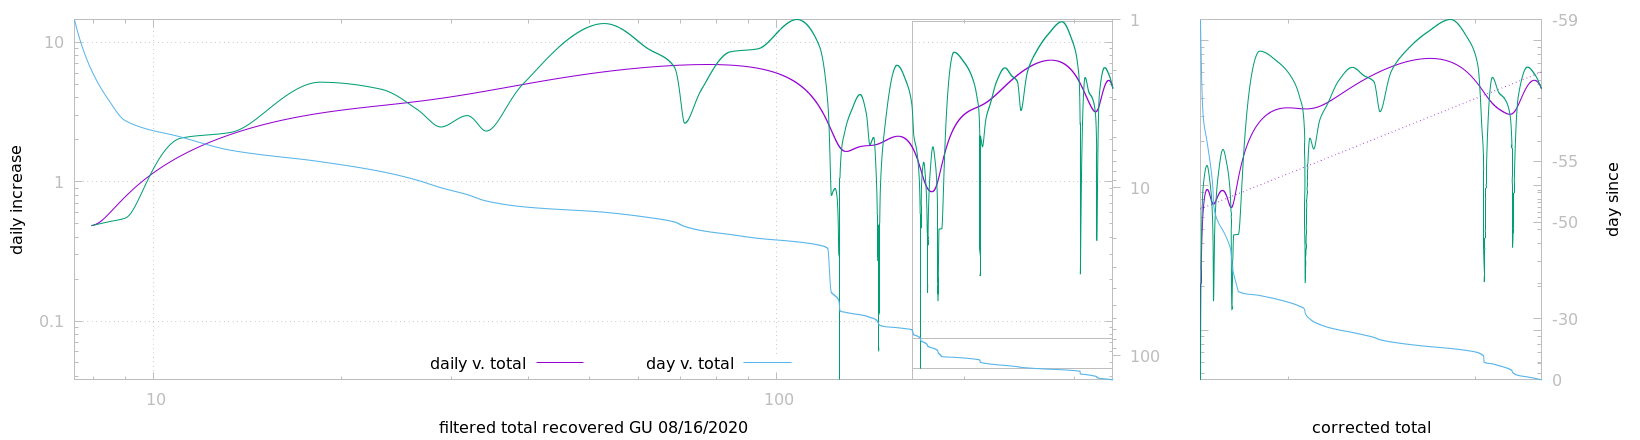 10
1
0.1
daily increase
daily v. total
day v. total
10
100
filtered total recovered GU 08/16/2020
1
10
100
-59
-55
-50
-30
0
day since
corrected total